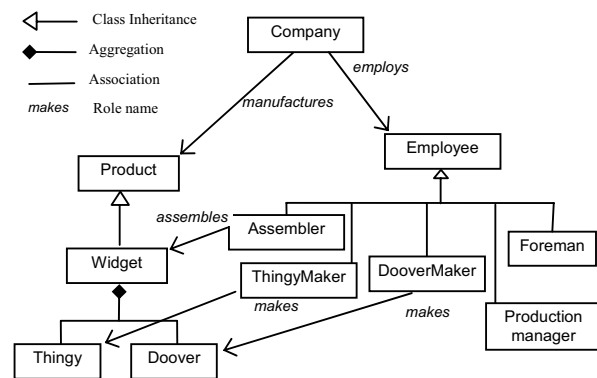 Class Inheritance
Aggregation
Association
makes Role name
Company
employs
manufactures
Product
Employee
assembles
Assembler
Foreman
Widget
ThingyMaker
DooverMaker
makes
makes
Production
manager
Thingy
Doover